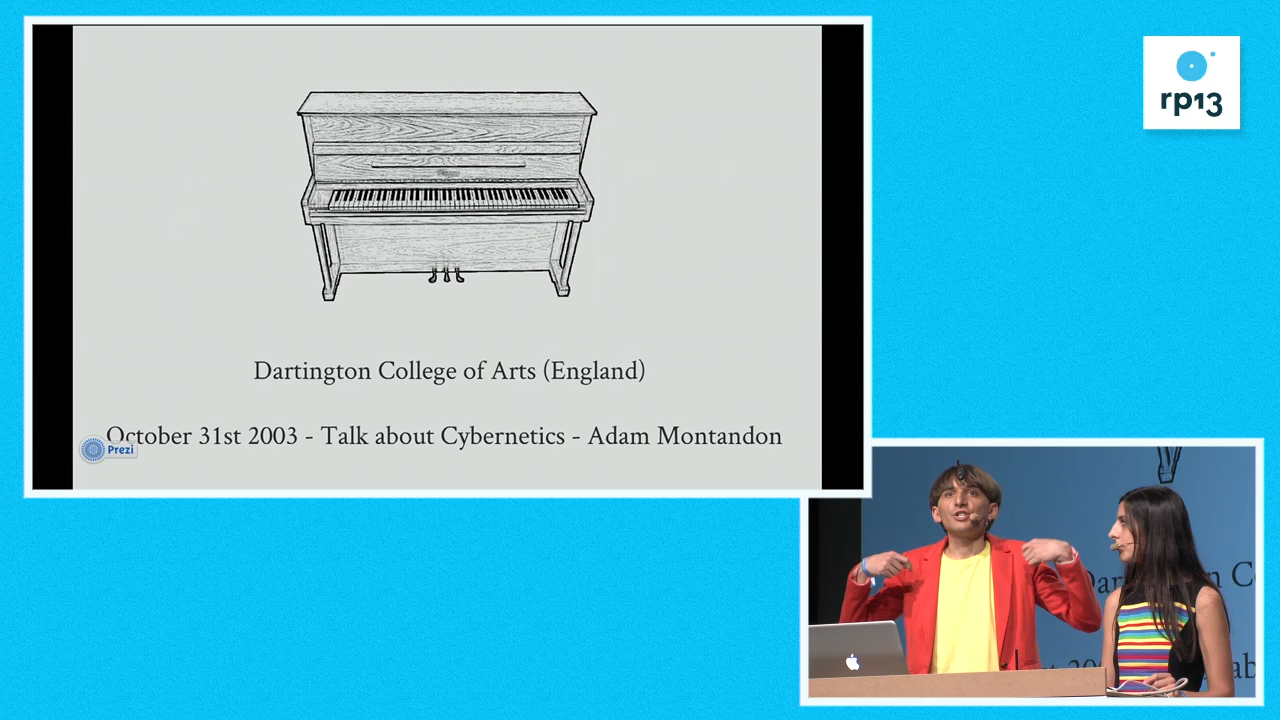 rp13
Dartington College of Arts (England)
October 31st 2003 - Talk about Cybernetics - Adam Montandon
Prezi